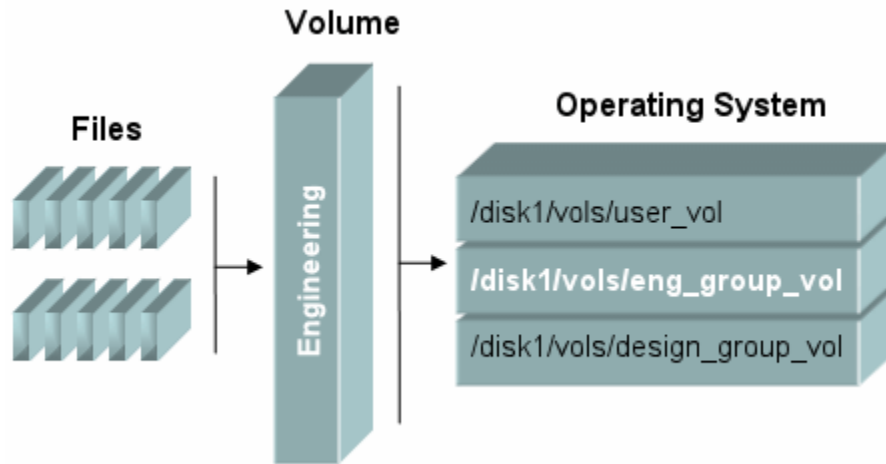 Volume
Files
Engineering
Operating System
/disk1/vols/user_vol
/disk1/vols/eng_group_vol
/disk1/vols/design_group_vol